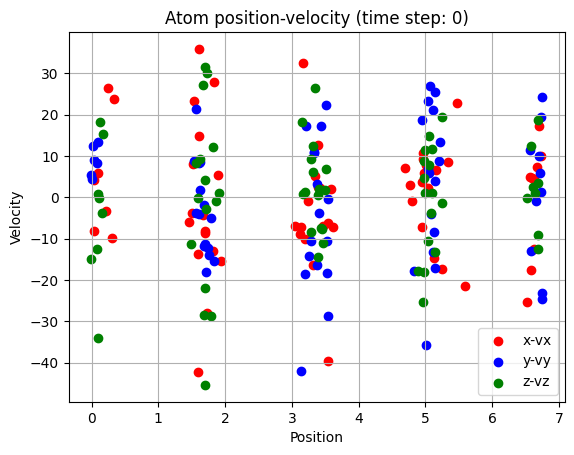 Atom position-velocity (time step: 0)
Velocity
30
20
10
0
−10
−20
−30
−40
x-vx
y-vy
z-vz
0 1 2 3 4 5 6 7
Position